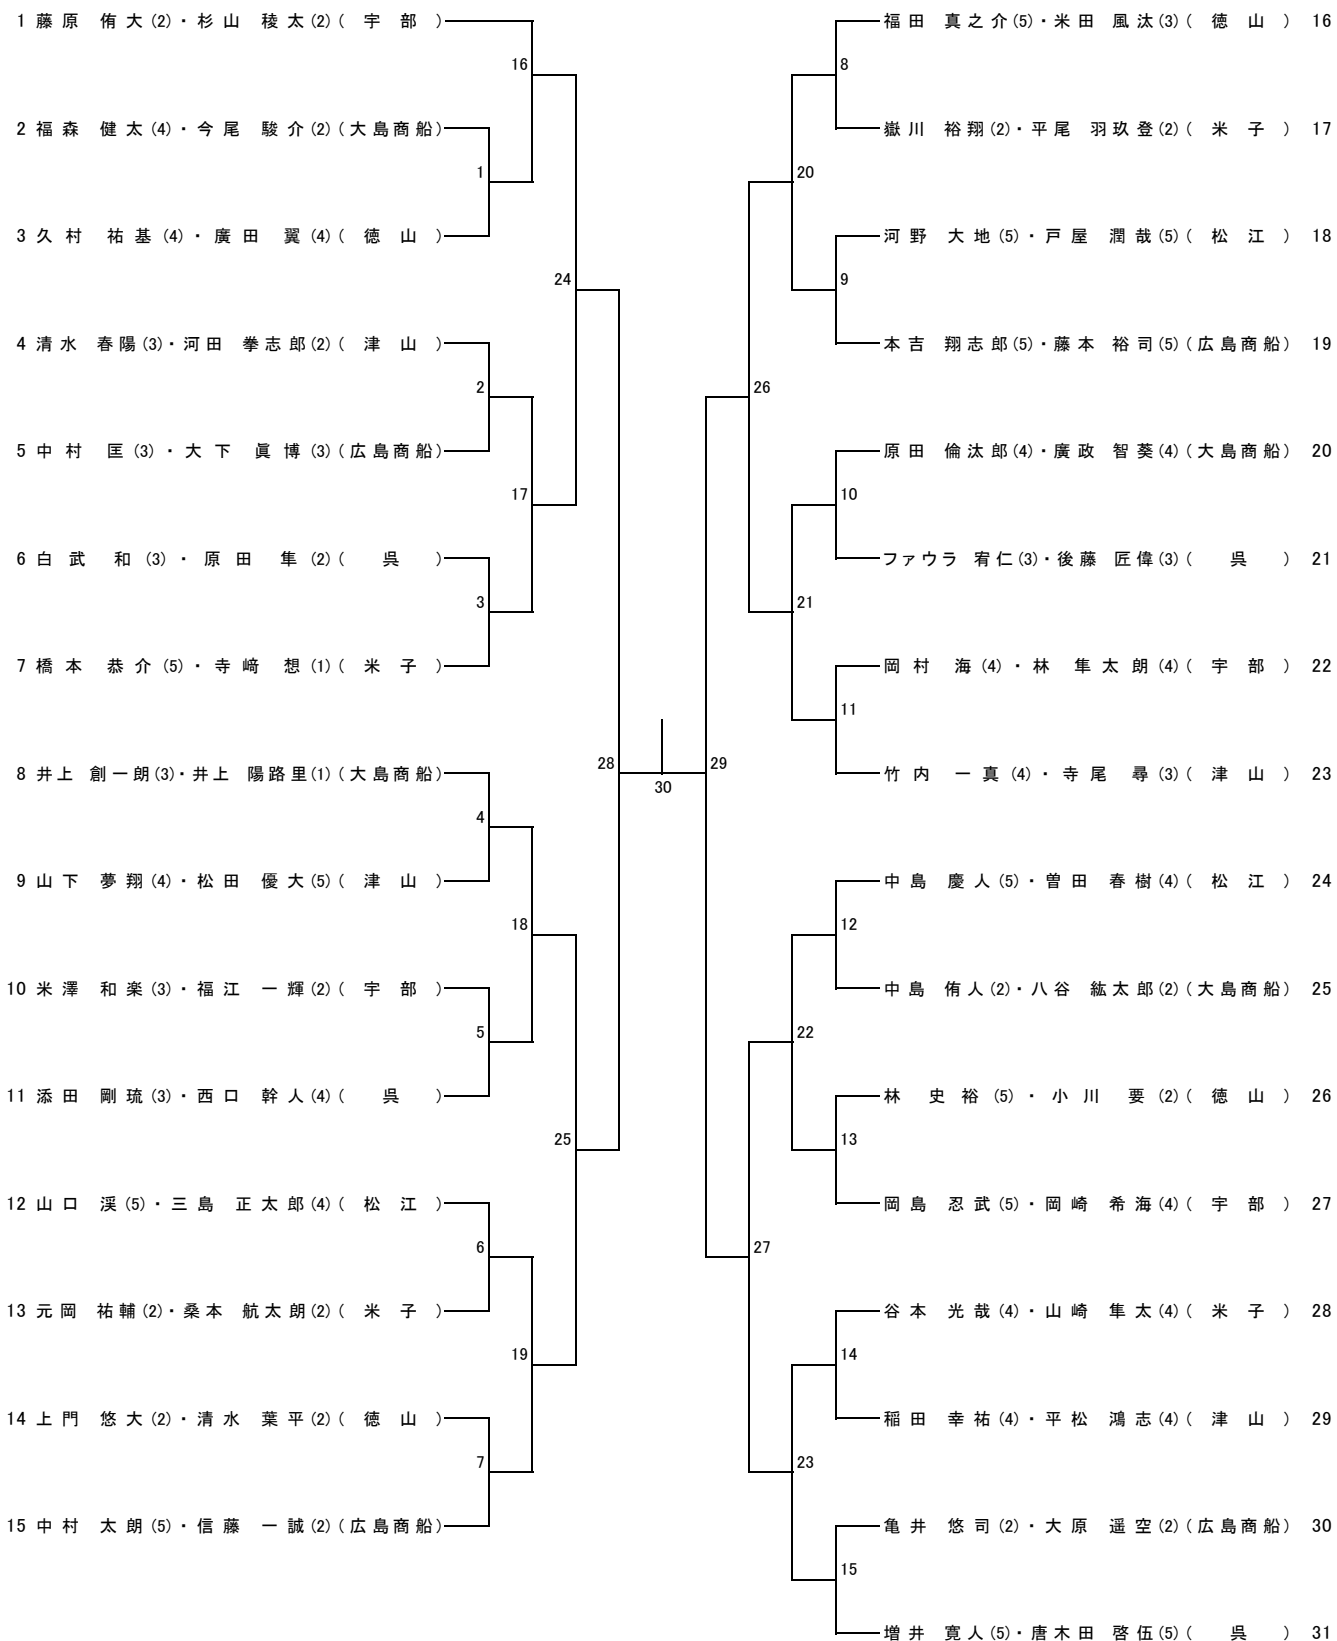 1 藤原 侑大(2)・杉山 稜太(2)( 宇部 )
16
2 福森 健太(4)・今尾 駿介(2)(大島商船)
1
3 久村 祐基(4)・廣田 翼(4)( 徳山 )
24
4 清水 春陽(3)・河田 拳志郎(2)( 津山 )
2
5 中村 匡(3)・大下 眞博(3)(広島商船)
17
6 白武 和(3)・原田 隼(2)( 呉 )
3
7 橋本 恭介(5)・寺﨑 想(1)( 米子 )
28
8 井上 創一朗(3)・井上 陽路里(1)(大島商船)
4
9 山下 夢翔(4)・松田 優大(5)( 津山 )
18
10 米澤 和楽(3)・福江 一輝(2)( 宇部 )
5
11 添田 剛琉(3)・西口 幹人(4)( 呉 )
25
12 山口 渓(5)・三島 正太郎(4)( 松江 )
6
13 元岡 祐輔(2)・桑本 航太朗(2)( 米子 )
19
14 上門 悠大(2)・清水 葉平(2)( 徳山 )
7
15 中村 太朗(5)・信藤 一誠(2)(広島商船)
30
福田 真之介(5)・米田 風汰(3)( 徳山 ) 16
8
嶽川 裕翔(2)・平尾 羽玖登(2)( 米子 ) 17
20
河野 大地(5)・戸屋 潤哉(5)( 松江 ) 18
9
本吉 翔志郎(5)・藤本 裕司(5)(広島商船) 19
26
原田 倫汰郎(4)・廣政 智葵(4)(大島商船) 20
10
ファウラ 宥仁(3)・後藤 匠偉(3)( 呉 ) 21
21
岡村 海(4)・林 隼太朗(4)( 宇部 ) 22
11
竹内 一真(4)・寺尾 尋(3)( 津山 ) 23
29
中島 慶人(5)・曽田 春樹(4)( 松江 ) 24
12
中島 侑人(2)・八谷 紘太郎(2)(大島商船) 25
22
林 史裕(5)・小川 要(2)( 徳山 ) 26
13
岡島 忍武(5)・岡崎 希海(4)( 宇部 ) 27
27
谷本 光哉(4)・山崎 隼太(4)( 米子 ) 28
14
稲田 幸祐(4)・平松 鴻志(4)( 津山 ) 29
23
亀井 悠司(2)・大原 遥空(2)(広島商船) 30
15
増井 寛人(5)・唐木田 啓伍(5)( 呉 ) 31